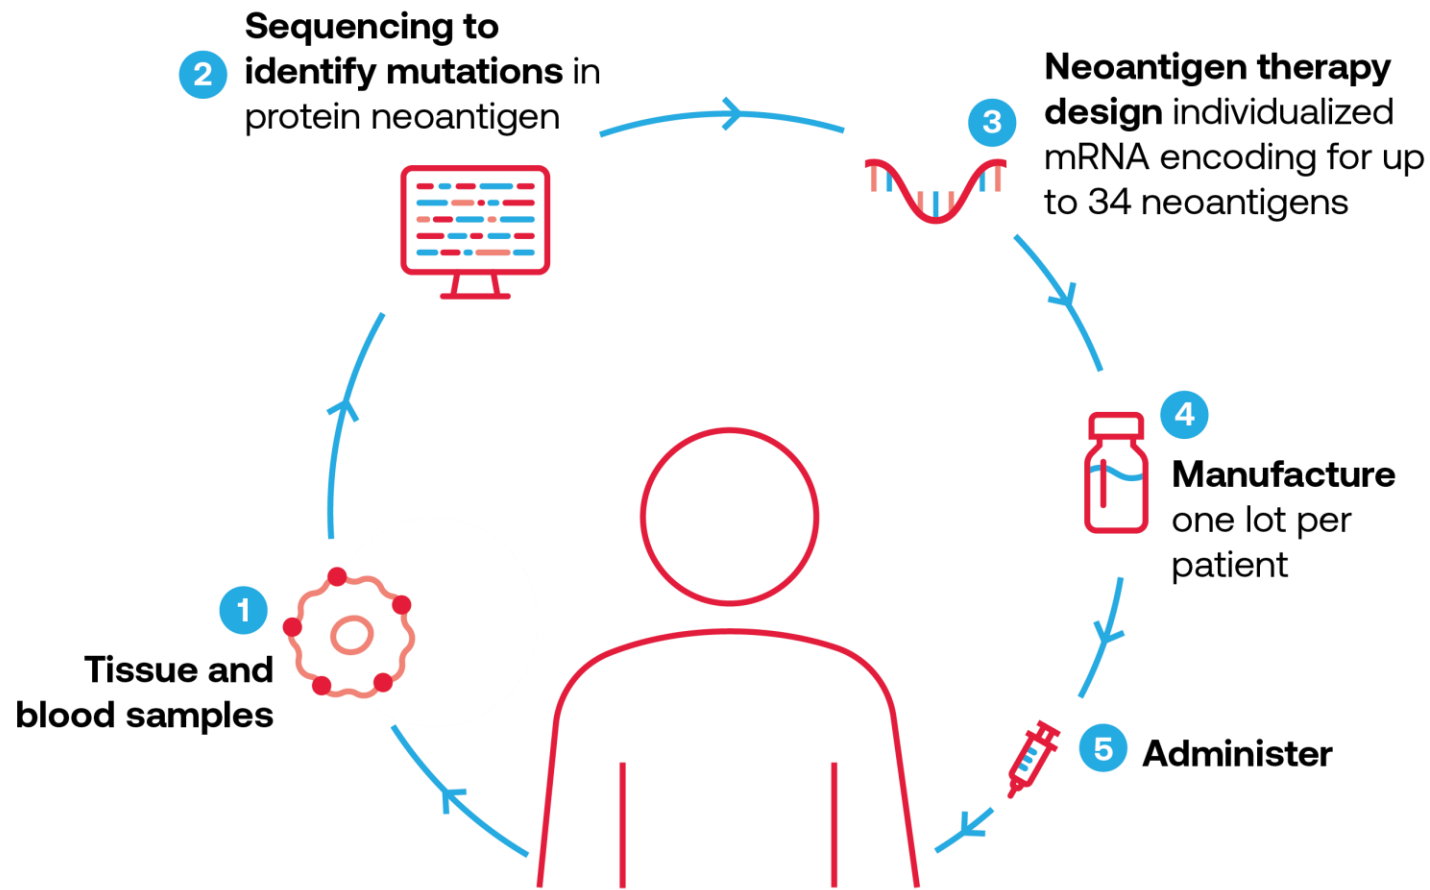 1
Tissue and
blood samples
2
Sequencing to
identify mutations in
protein neoantigen
3
Neoantigen therapy
design individualized
mRNA encoding for up
to 34 neoantigens
4
Manufacture
one lot per
patient
5 Administer